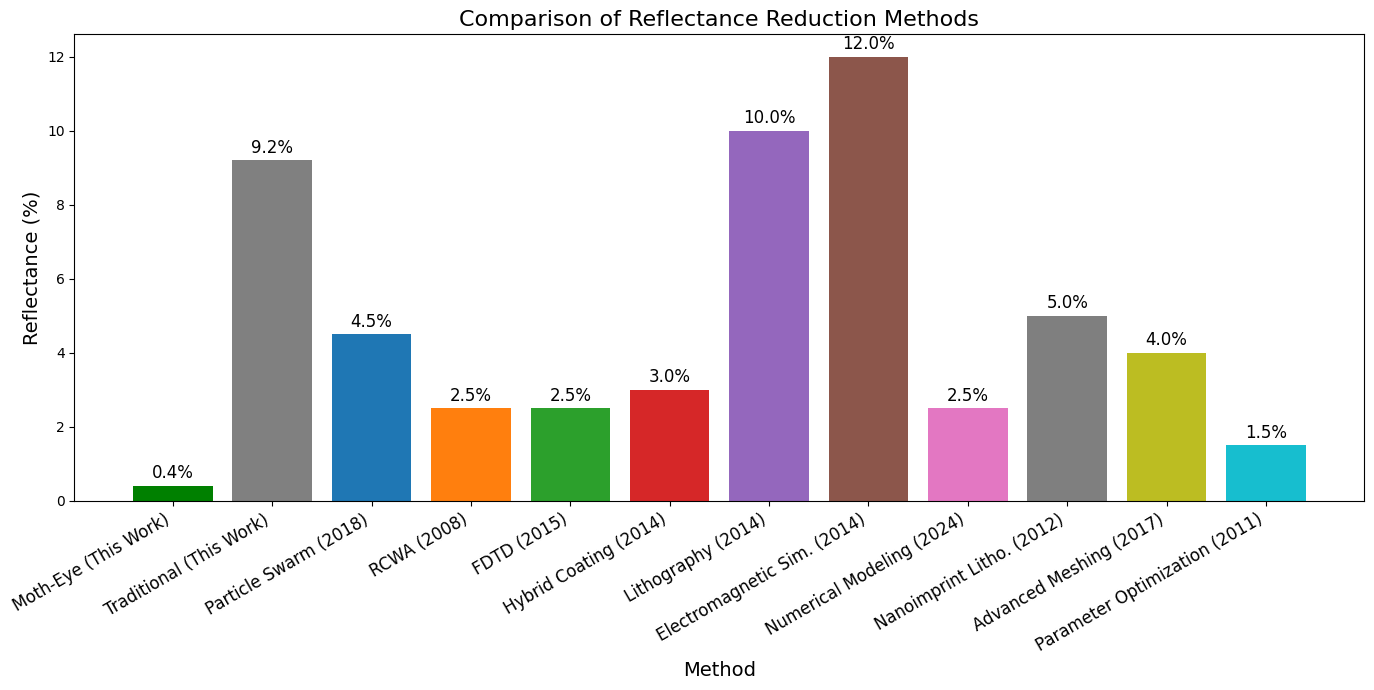 Comparison of Reflectance Reduction Methods
Reflectance (%)
12
10
8
6
4
2
0
0.4%
9.2%
4.5%
2.5%
2.5%
3.0%
10.0%
12.0%
2.5%
5.0%
4.0%
1.5%
Moth-Eye (This Work)
Traditional (This Work)
Particle Swarm (2018)
RCWA (2008)
FDTD (2015)
Hybrid Coating (2014)
Lithography (2014)
Electromagnetic Sim. (2014)
Numerical Modeling (2024)
Nanoimprint Litho. (2012)
Advanced Meshing (2017)
Parameter Optimization (2011)
Method